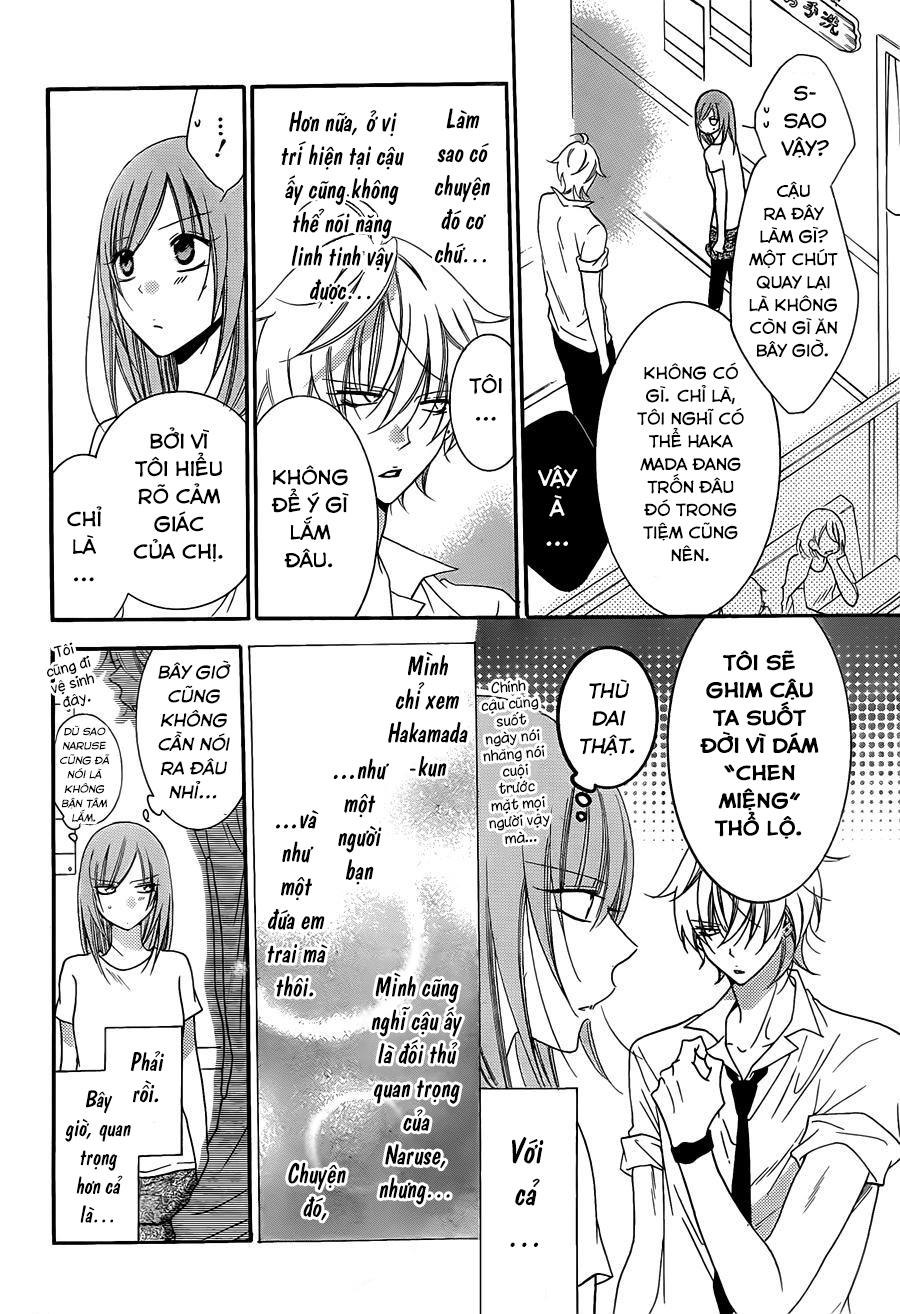 お手洗
S-
SAO
VẬY?
CẬU
RA ĐÂY
LÀM GÌ?
MỘT CHÚT
QUAY LẠI
LÀ KHÔNG
CÒN GÌ ĂN
BÂY GIỜ.
KHÔNG CÓ
GÌ. CHỈ LÀ,
TÔI NGHĨ CÓ
THỂ HAKA
MADA ĐANG
TRỐN ĐÂU
ĐÓ TRONG
TIỆM CŨNG
NÊN.
VẬY
À
...
Làm
sao có
chuyện
đó cơ
chứ...
Hơn nữa, ở vị
trí hiện tại cậu
ấy cũng không
thể nói năng
linh tinh vậy
được...
TÔI
...
KHÔNG
ĐỂ Ý GÌ
LẮM
ĐÂU.
...!
BỞI VÌ
TÔI HIỂU
RÕ CẢM
GIÁC
CỦA CHỊ.
CHỈ
LÀ
...
TÔI SẼ
GHIM CẬU
TA SUỐT
ĐỜI VÌ DÁM
“CHEN
MIỆNG”
THỔ LỘ.
THÙ
DAI
THẬT.
Chính
cậu cũng
suốt
ngày nói
nhăng nói
cuội
trước
mặt mọi
người vậy
mà...
Với
cả
...
Mình
chỉ xem
Hakamada
-kun
...như
một
người
bạn
...và
như
một
đứa em
trai mà
thôi.
Mình cũng
nghĩ cậu ấy
là đối thủ
quan trọng
của
Naruse,
nhưng...
Chuyện
đó,
BÂY GIỜ
CŨNG
KHÔNG
CẦN NÓI
RA ĐÂU
NHỈ...
Tôi
cũng đi
vệ sinh
đây.
DÙ SAO
NARUSE
CŨNG ĐÃ
NÓI LÀ
KHÔNG
BẬN TÂM
LẮM.
Phải
rồi.
Bây
giờ, quan
trọng
hơn cả
là...